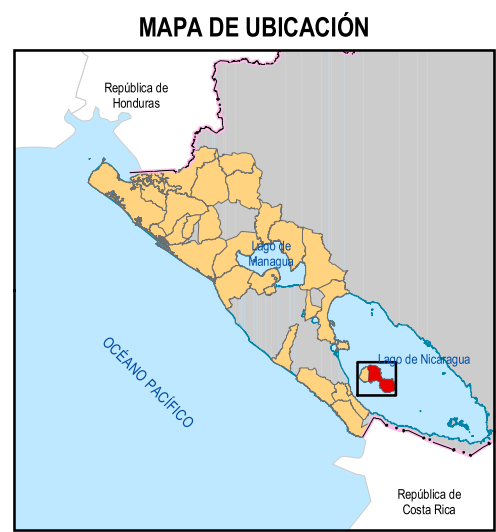 MAPA DE UBICACIÓN
República de
Honduras
Lago de
Managua
Lago de Nicaragua
OCÉANO PACÍFICO
República de
Costa Rica